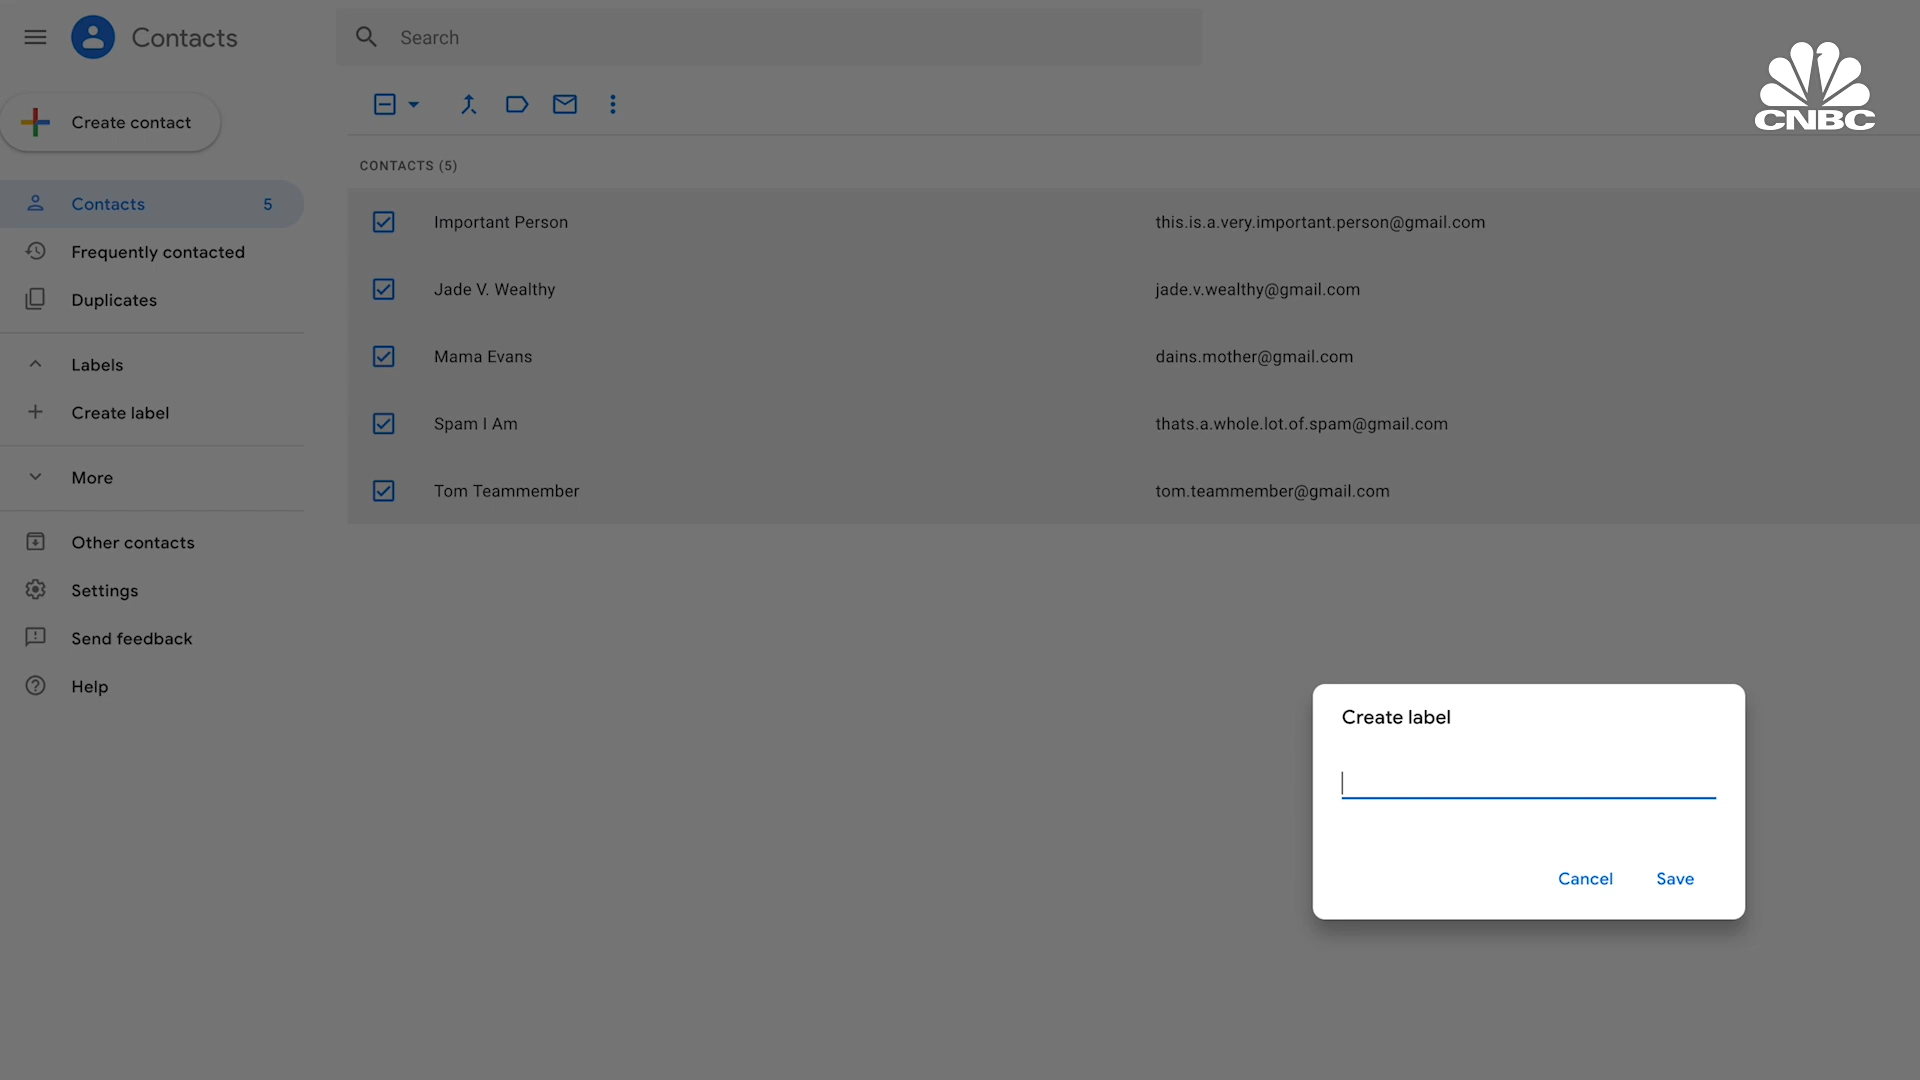 Contacts
Search
CNBC
Create contact
CONTACTS (5)
Contacts 5
Frequently contacted
Duplicates
Labels
Create label
More
Other contacts
Settings
Send feedback
Help
Important Person this.is.a.very.important.person@gmail.com
Jade V. Wealthy jade.v.wealthy@gmail.com
Mama Evans dains.mother@gmail.com
Spam I Am thats.a.whole.lot.of.spam@gmail.com
Tom Teammember tom.teammember@gmail.com
Create label
Cancel Save